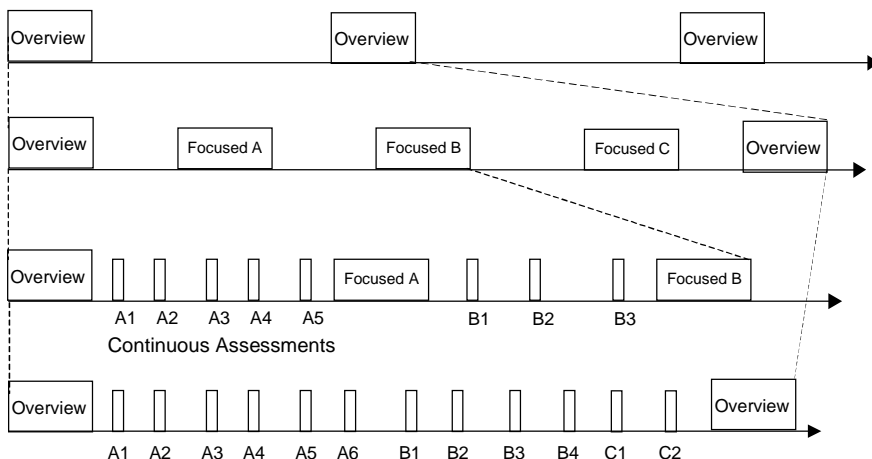 Overview Overview Overview
Overview Focused A Focused B Focused C Overview
Overview Focused A Focused B
A1 A2 A3 A4 A5 B1 B2 B3
Continuous Assessments
Overview Overview
A1 A2 A3 A4 A5 A6 B1 B2 B3 B4 C1 C2